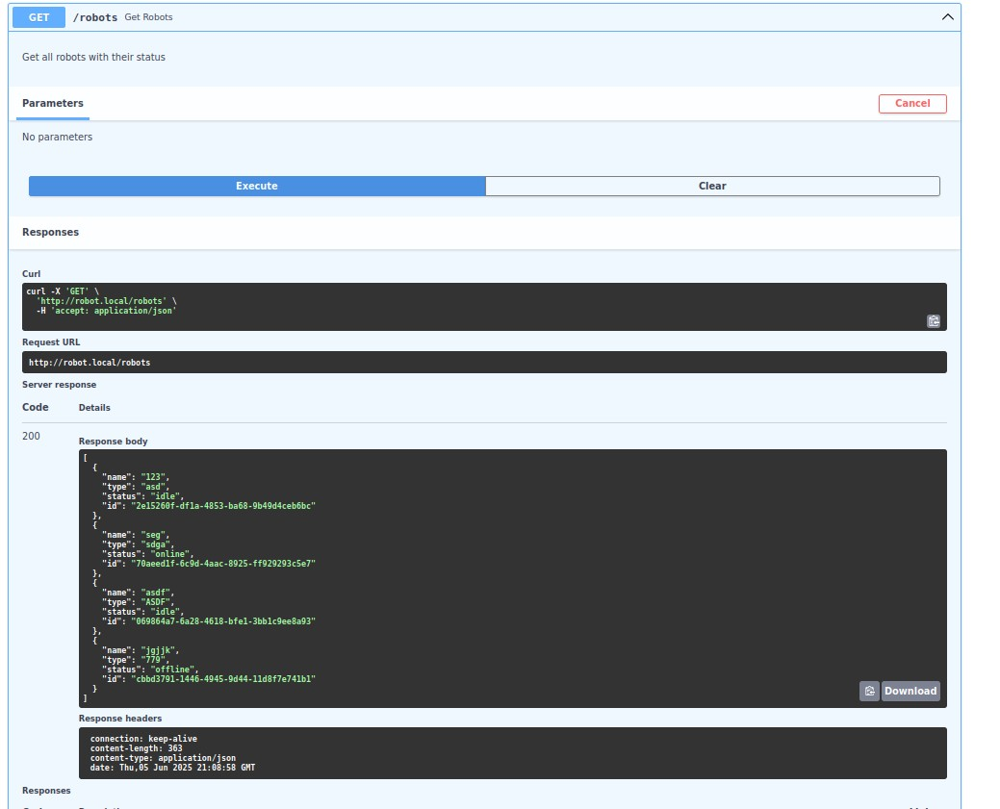 GET /robots Get Robots
Get all robots with their status
Parameters
Cancel
No parameters
Execute
Clear
Responses
Curl
curl -X 'GET' \
  'http://robot.local/robots' \
  -H 'accept: application/json'
Request URL
http://robot.local/robots
Server response
Code Details
200
Response body
[
  {
    "name": "123",
    "type": "asd",
    "status": "idle",
    "id": "2e15260f-df1a-4853-ba68-9b49d4ceb6bc"
  },
  {
    "name": "seg",
    "type": "sdga",
    "status": "online",
    "id": "70aeed1f-6c9d-4aac-8925-ff929293c5e7"
  },
  {
    "name": "asdf",
    "type": "ASDF",
    "status": "idle",
    "id": "069864a7-6a28-4618-bfe1-3bb1c9ee8a93"
  },
  {
    "name": "jgjjk",
    "type": "779",
    "status": "offline",
    "id": "cbbd3791-1446-4945-9d44-11d8f7e741b1"
  }
]
Download
Response headers
connection: keep-alive
content-length: 363
content-type: application/json
date: Thu,05 Jun 2025 21:08:58 GMT
Responses